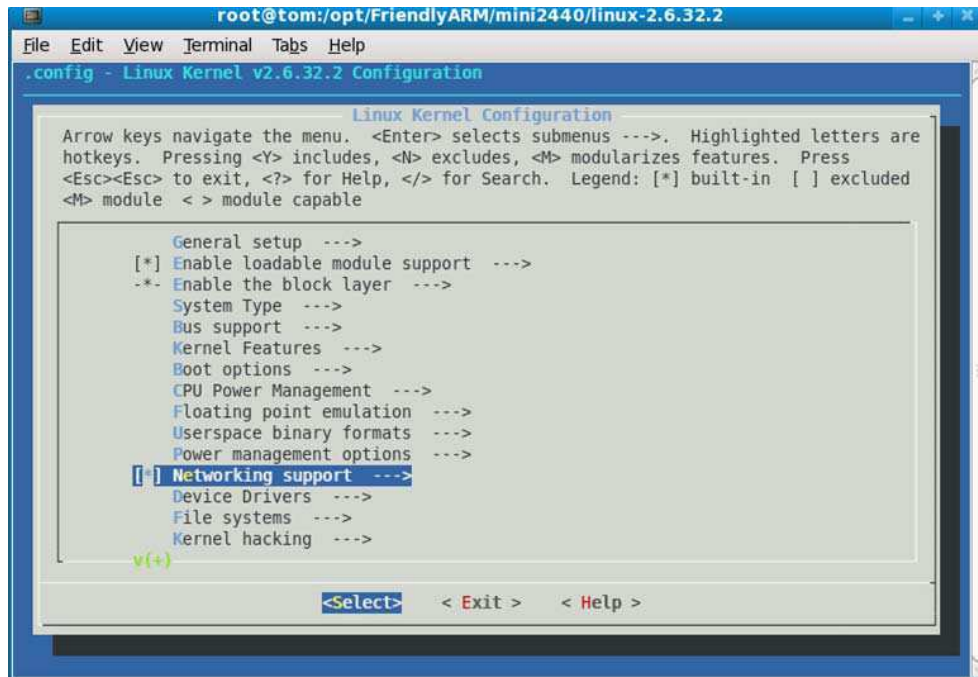 root@tom:/opt/FriendlyARM/mini2440/linux-2.6.32.2
File Edit View Terminal Tabs Help
.config - Linux Kernel v2.6.32.2 Configuration
Linux Kernel Configuration
Arrow keys navigate the menu. <Enter> selects submenus --->. Highlighted letters are
hotkeys. Pressing <Y> includes, <N> excludes, <M> modularizes features. Press
<Esc><Esc> to exit, <?> for Help, </> for Search. Legend: [*] built-in [ ] excluded
<M> module < > module capable
General setup --->
[*] Enable loadable module support --->
-*- Enable the block layer --->
System Type --->
Bus support --->
Kernel Features --->
Boot options --->
CPU Power Management --->
Floating point emulation --->
Userspace binary formats --->
Power management options --->
[*] Networking support --->
Device Drivers --->
File systems --->
Kernel hacking --->
v(+)
<Select> < Exit > < Help >